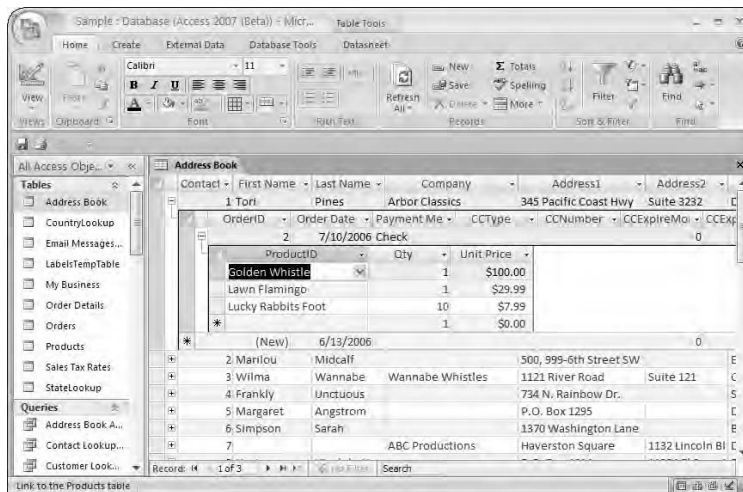 Sample : Database (Access 2007 (Beta)) - Micr... Table Tools
Home Create External Data Database Tools Datasheet
Calibri 11
New Totals
B I U Save Spelling
View Refresh All Delete More Filter Find
Views Clipboard Font Rich Text Records Sort & Filter Find
All Access Obje... Address Book
Tables Contact First Name Last Name Company Address1 Address2
Address Book 1 Tori Pines Arbor Classics 345 Pacific Coast Hwy Suite 3232
CountryLookup OrderID Order Date Payment Me CCType CCNumber CCExpireMo CCExp
Email Messages... 2 7/10/2006 Check 0
LabelsTempTable ProductID Qty Unit Price
My Business Golden Whistle 1 $100.00
Order Details Lawn Flamingo 1 $29.99
Orders Lucky Rabbits Foot 10 $7.99
Products * 1 $0.00
* (New) 6/13/2006 0
Sales Tax Rates 2 Marilou Midcalf 500, 999-6th Street SW
StateLookup 3 Wilma Wannabe Wannabe Whistles 1121 River Road Suite 121
4 Frankly Unctuous 734 N. Rainbow Dr.
Queries 5 Margaret Angstrom P.O. Box 1295
Address Book A... 6 Simpson Sarah 1370 Washington Lane
Contact Lookup... 7 ABC Productions Haverston Square 1132 Lincoln Bl
Customer Look... Record: 1 of 3 No Filter Search
Link to the Products table